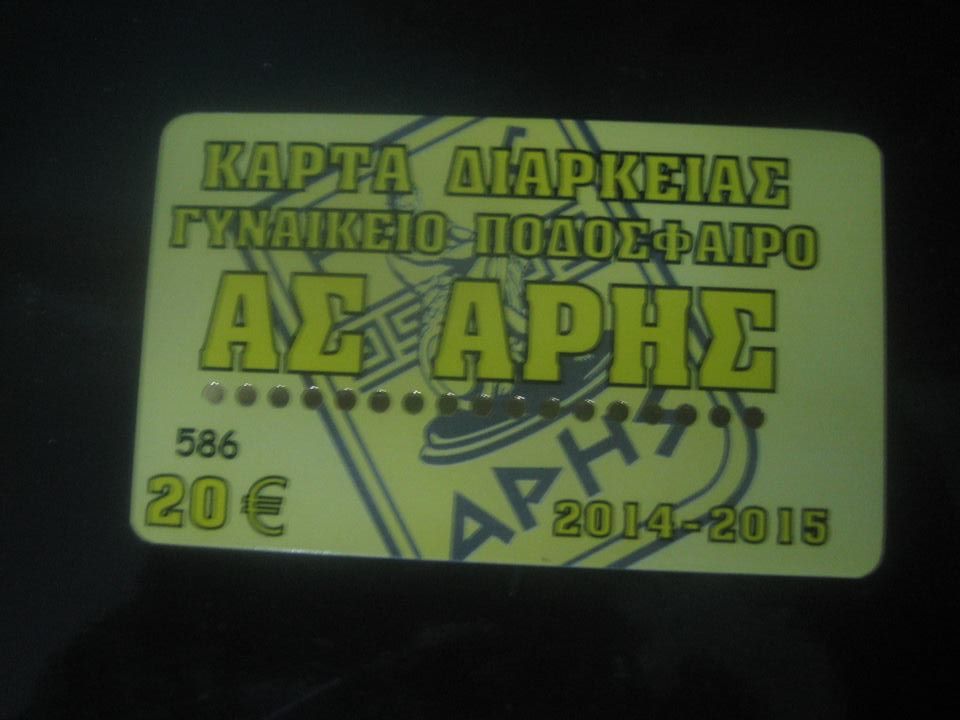 ΚΑΡΤΑ ΔΙΑΡΚΕΙΑΣ
ΓΥΝΑΙΚΕΙΟ ΠΟΔΟΣΦΑΙΡΟ
ΑΣ ΑΡΗΣ
586
20 €
2014-2015
ΑΡΗΣ